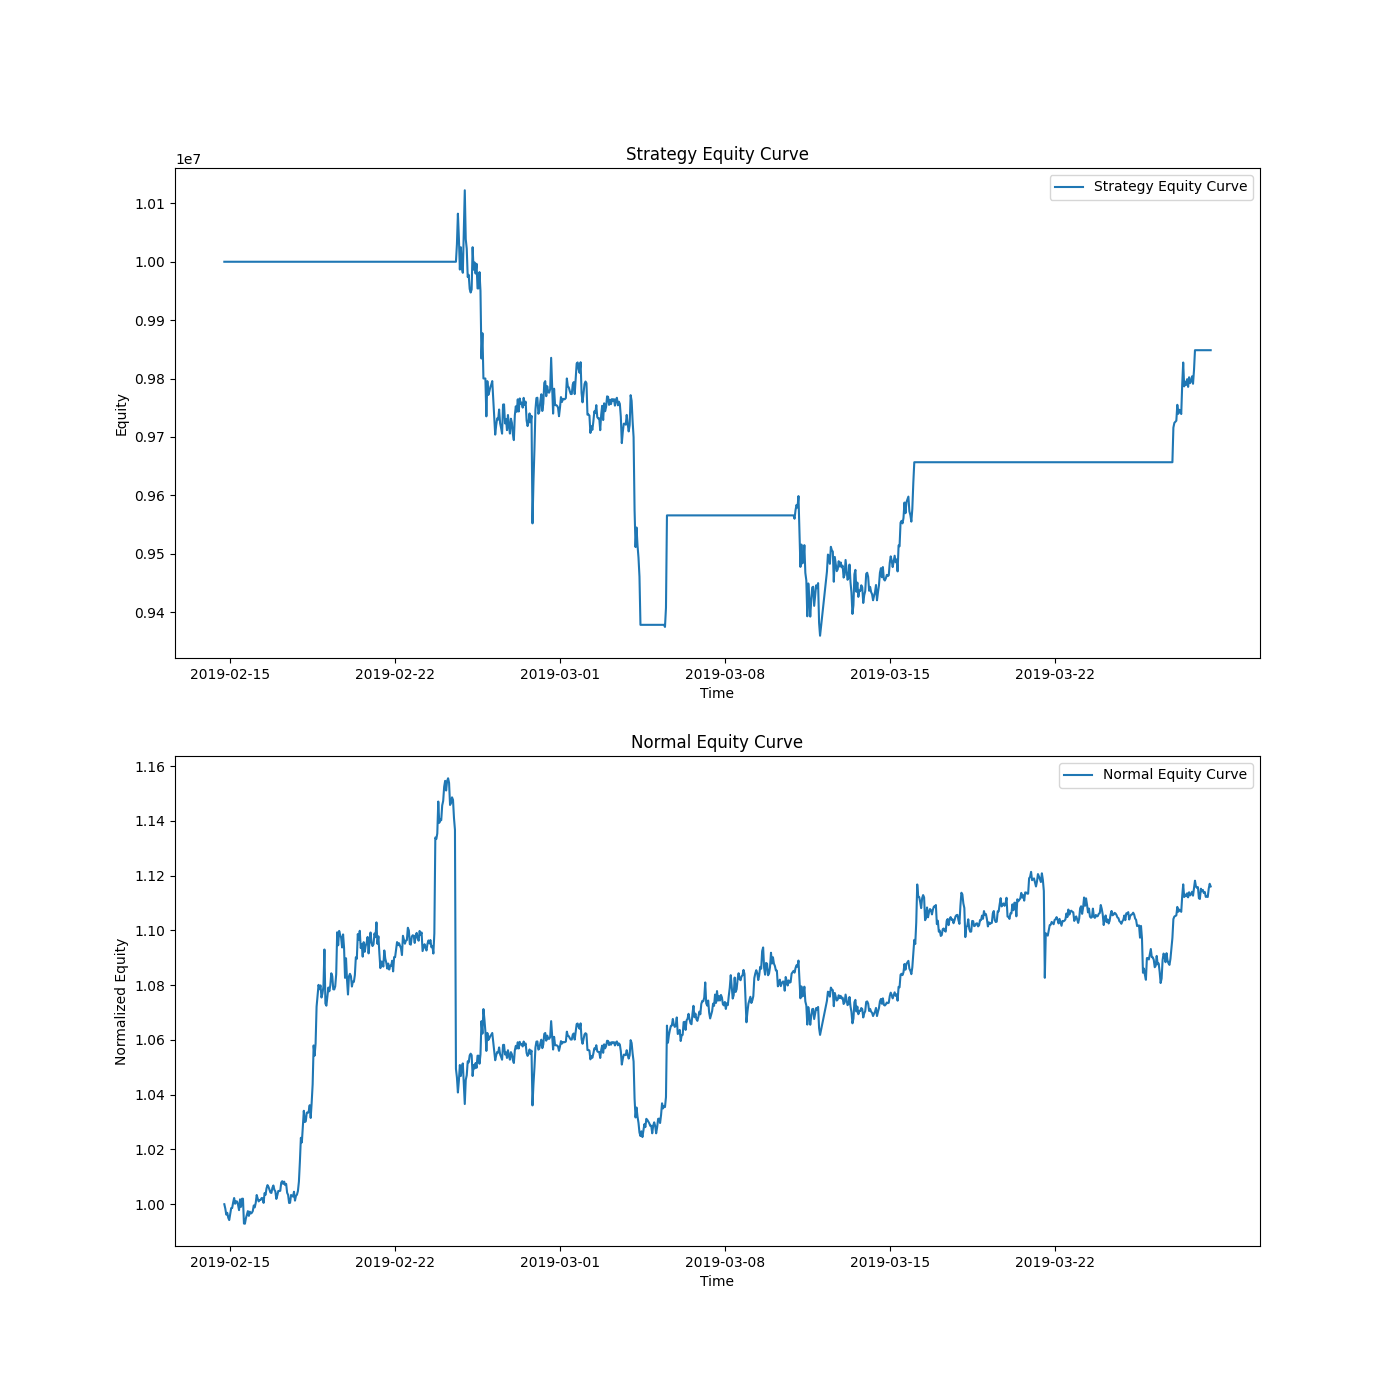 Strategy Equity Curve
1e7
Strategy Equity Curve
1.01
1.00
0.99
0.98
0.97
0.96
0.95
0.94
Equity
2019-02-15 2019-02-22 2019-03-01 2019-03-08 2019-03-15 2019-03-22
Time
Normal Equity Curve
Normal Equity Curve
1.16
1.14
1.12
1.10
1.08
1.06
1.04
1.02
1.00
Normalized Equity
2019-02-15 2019-02-22 2019-03-01 2019-03-08 2019-03-15 2019-03-22
Time